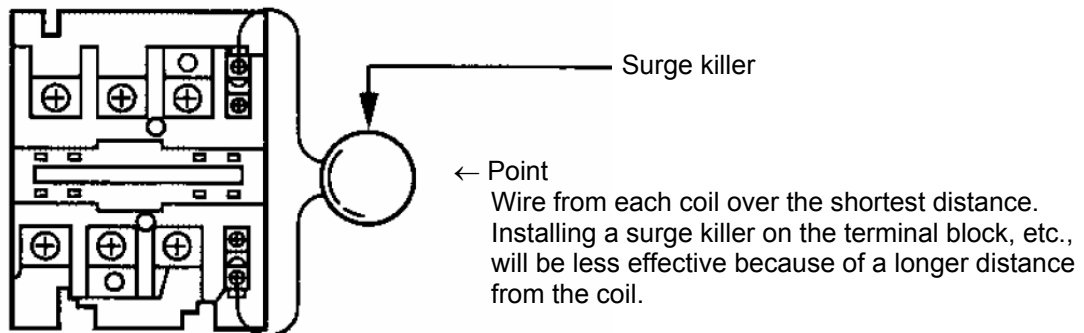 Surge killer
← Point
Wire from each coil over the shortest distance.
Installing a surge killer on the terminal block, etc.,
will be less effective because of a longer distance
from the coil.